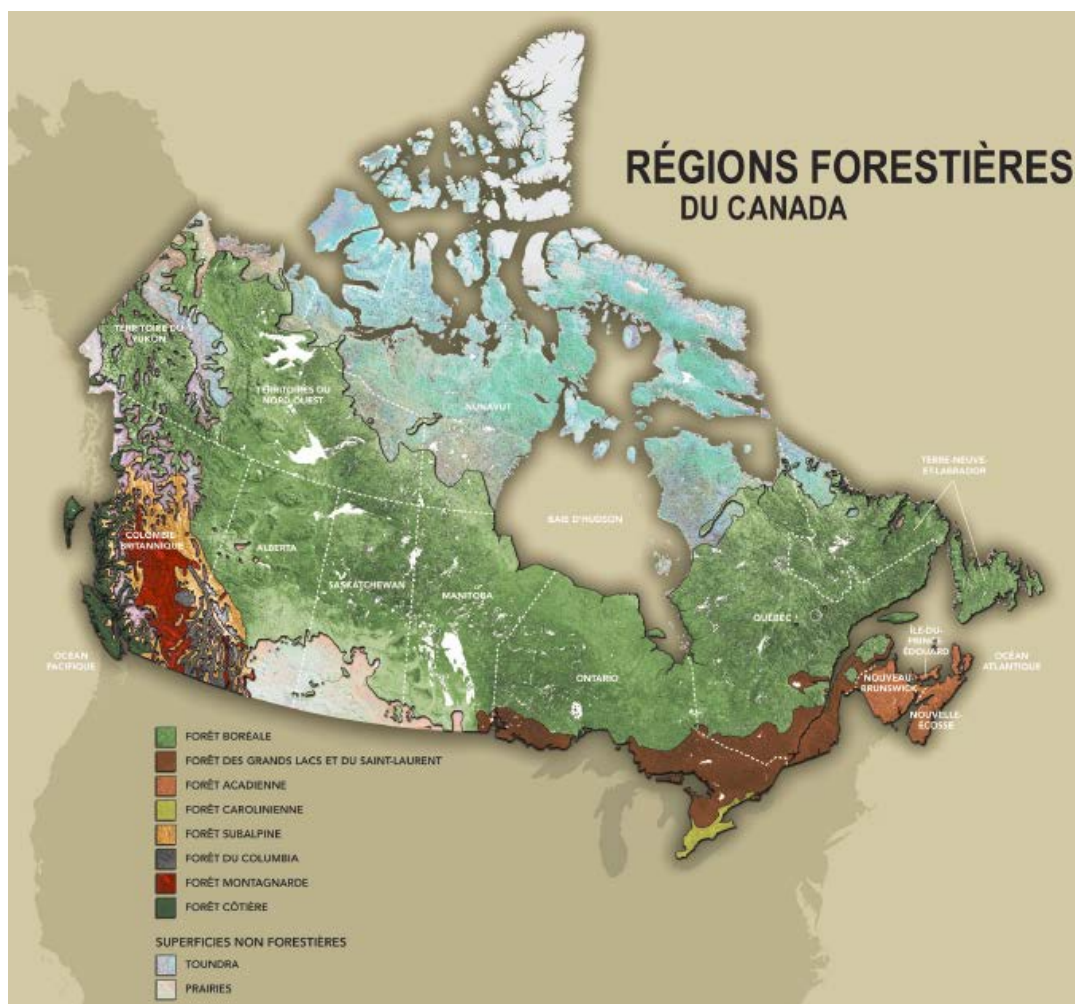 RÉGIONS FORESTIÈRES
DU CANADA
TERRITOIRE DU
YUKON
TERRITOIRES DU
NORD-OUEST
NUNAVUT
TERRE-NEUVE-
ET-LABRADOR
BAIE D'HUDSON
COLOMBIE-
BRITANNIQUE
ALBERTA
SASKATCHEWAN
MANITOBA
QUÉBEC
ÎLE-DU-
PRINCE
ÉDOUARD
OCÉAN
PACIFIQUE
OCÉAN
ATLANTIQUE
ONTARIO
NOUVEAU-
BRUNSWICK
NOUVELLE-
ÉCOSSE
FORÊT BORÉALE
FORÊT DES GRANDS LACS ET DU SAINT-LAURENT
FORÊT ACADIENNE
FORÊT CAROLINIENNE
FORÊT SUBALPINE
FORÊT DU COLUMBIA
FORÊT MONTAGNARDE
FORÊT CÔTIÈRE
SUPERFICIES NON FORESTIÈRES
TOUNDRA
PRAIRIES